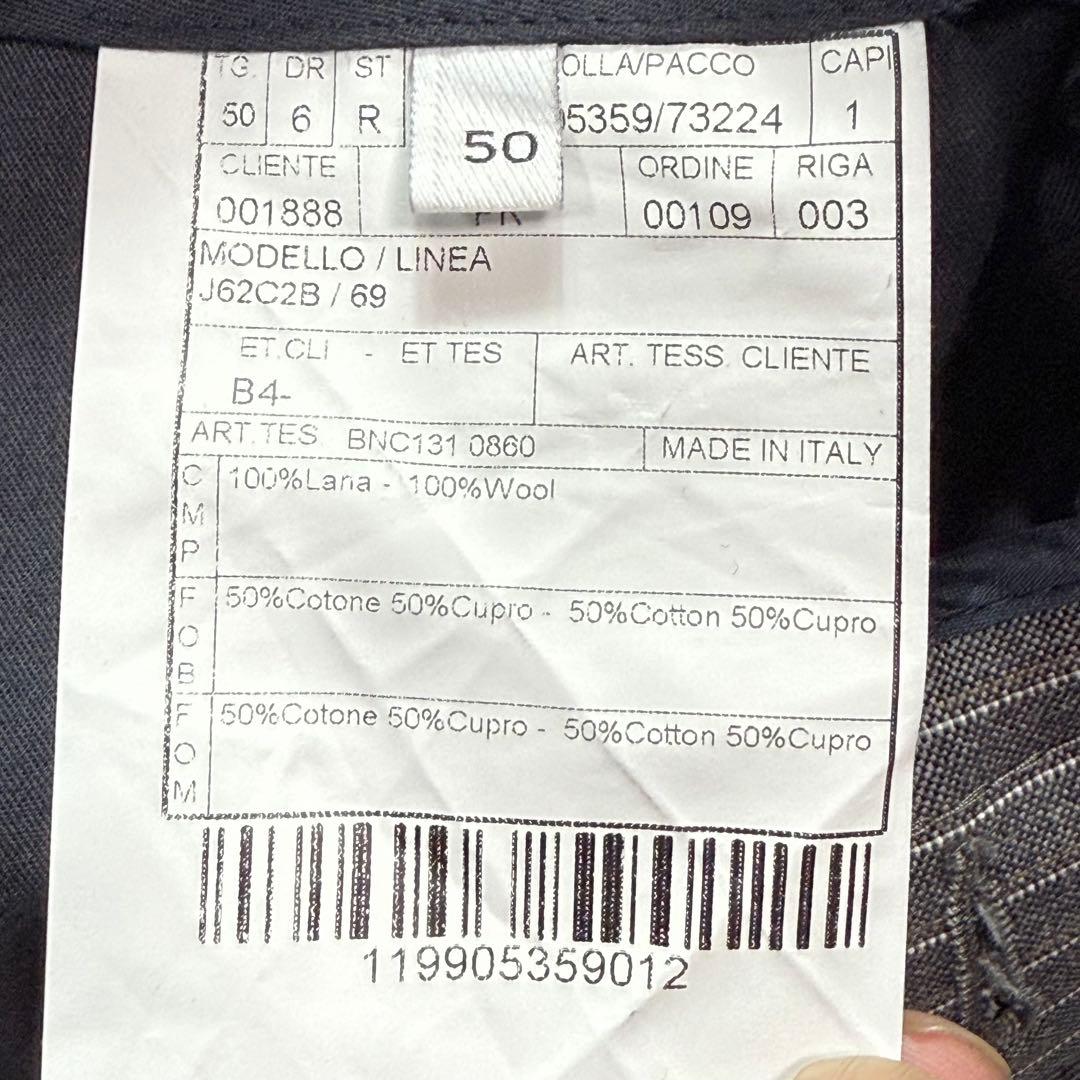 TG. DR ST OLLA/PACCO CAPI
50 6 R 5359/73224 1
50
CLIENTE ORDINE RIGA
001888 00109 003
MODELLO / LINEA
J62C2B / 69
ET.CLI - ET TES ART. TESS. CLIENTE
B4-
ART.TES. BNC131 0860 MADE IN ITALY
CMP 100%Lana - 100%Wool
FOB 50%Cotone 50%Cupro - 50%Cotton 50%Cupro
FOM 50%Cotone 50%Cupro - 50%Cotton 50%Cupro
119905359012